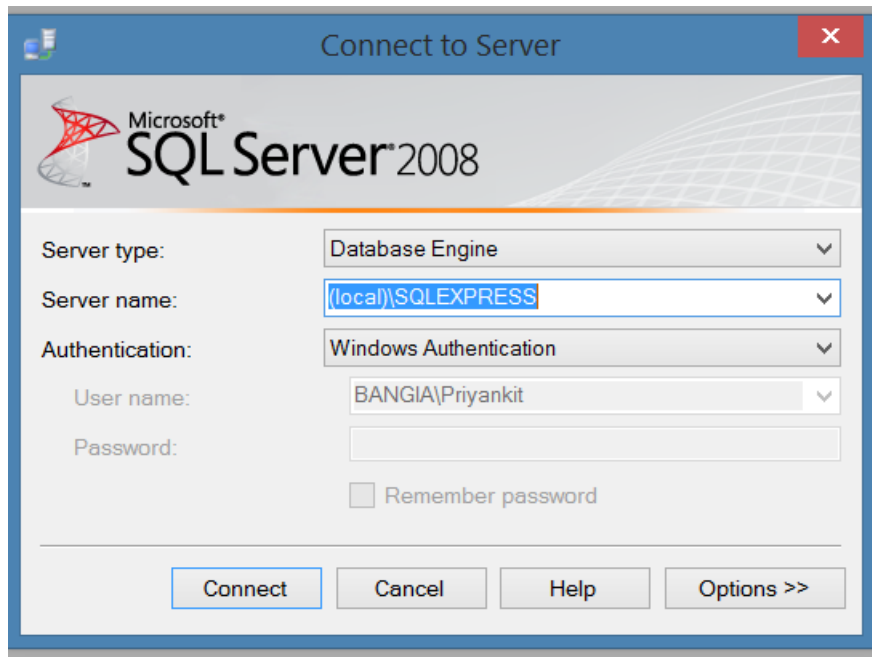 Connect to Server
Microsoft®
SQL Server® 2008
Server type: Database Engine
Server name: (local)\SQLEXPRESS
Authentication: Windows Authentication
User name: BANGIA\Priyankit
Password:
Remember password
Connect Cancel Help Options >>